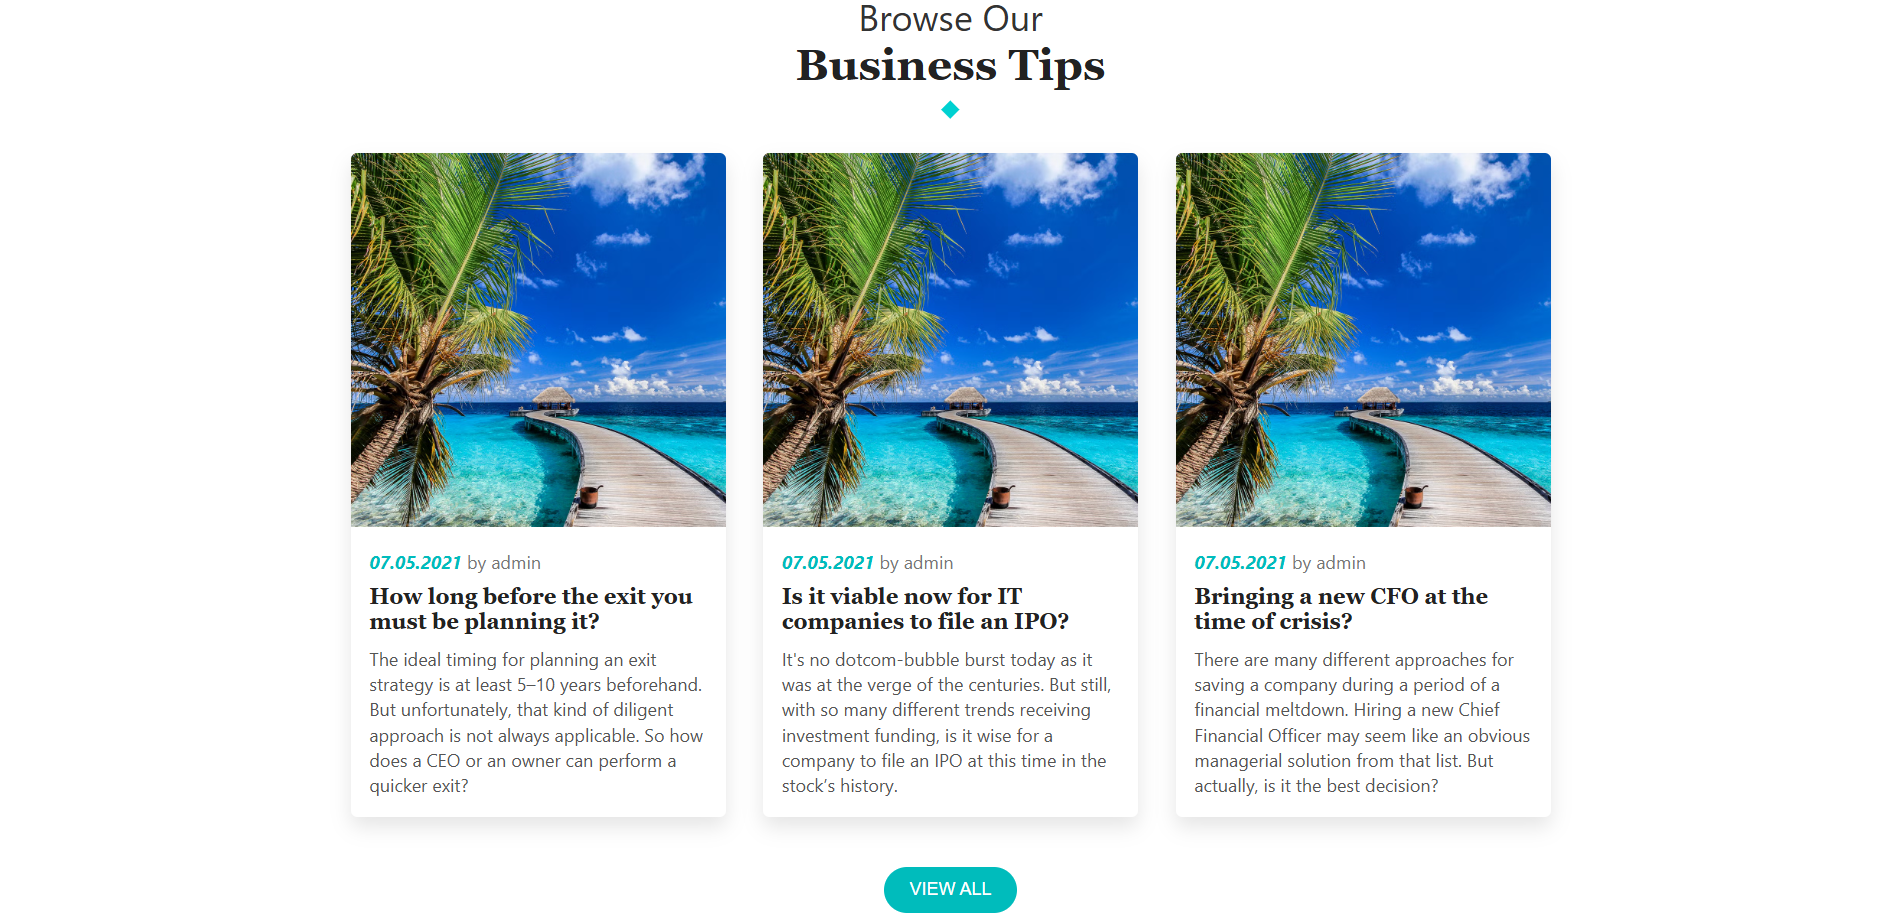 Browse Our
Business Tips
07.05.2021 by admin
How long before the exit you
must be planning it?
The ideal timing for planning an exit
strategy is at least 5–10 years beforehand.
But unfortunately, that kind of diligent
approach is not always applicable. So how
does a CEO or an owner can perform a
quicker exit?
07.05.2021 by admin
Is it viable now for IT
companies to file an IPO?
It's no dotcom-bubble burst today as it
was at the verge of the centuries. But still,
with so many different trends receiving
investment funding, is it wise for a
company to file an IPO at this time in the
stock’s history.
07.05.2021 by admin
Bringing a new CFO at the
time of crisis?
There are many different approaches for
saving a company during a period of a
financial meltdown. Hiring a new Chief
Financial Officer may seem like an obvious
managerial solution from that list. But
actually, is it the best decision?
VIEW ALL